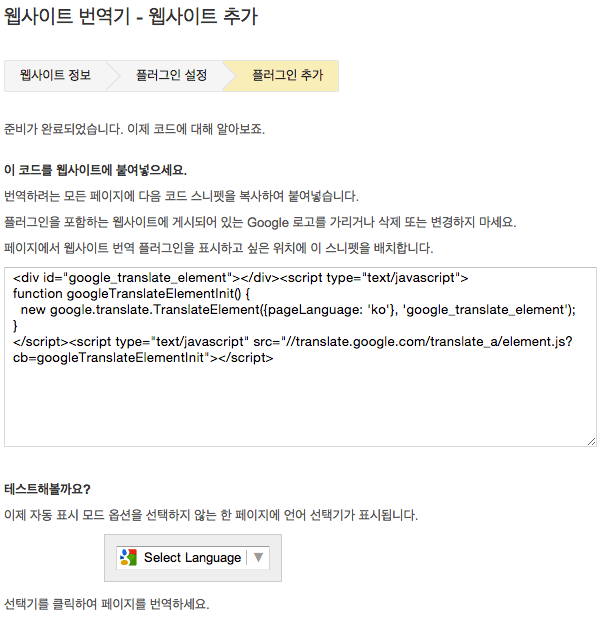 웹사이트 번역기 - 웹사이트 추가
웹사이트 정보 플러그인 설정 플러그인 추가
준비가 완료되었습니다. 이제 코드에 대해 알아보죠.
이 코드를 웹사이트에 붙여넣으세요.
번역하려는 모든 페이지에 다음 코드 스니펫을 복사하여 붙여넣습니다.
플러그인을 포함하는 웹사이트에 게시되어 있는 Google 로고를 가리거나 삭제 또는 변경하지 마세요.
페이지에서 웹사이트 번역 플러그인을 표시하고 싶은 위치에 이 스니펫을 배치합니다.
<div id="google_translate_element"></div><script type="text/javascript">
function googleTranslateElementInit() {
  new google.translate.TranslateElement({pageLanguage: 'ko'}, 'google_translate_element');
}
</script><script type="text/javascript" src="//translate.google.com/translate_a/element.js?
cb=googleTranslateElementInit"></script>
테스트해볼까요?
이제 자동 표시 모드 옵션을 선택하지 않는 한 페이지에 언어 선택기가 표시됩니다.
Select Language
선택기를 클릭하여 페이지를 번역하세요.